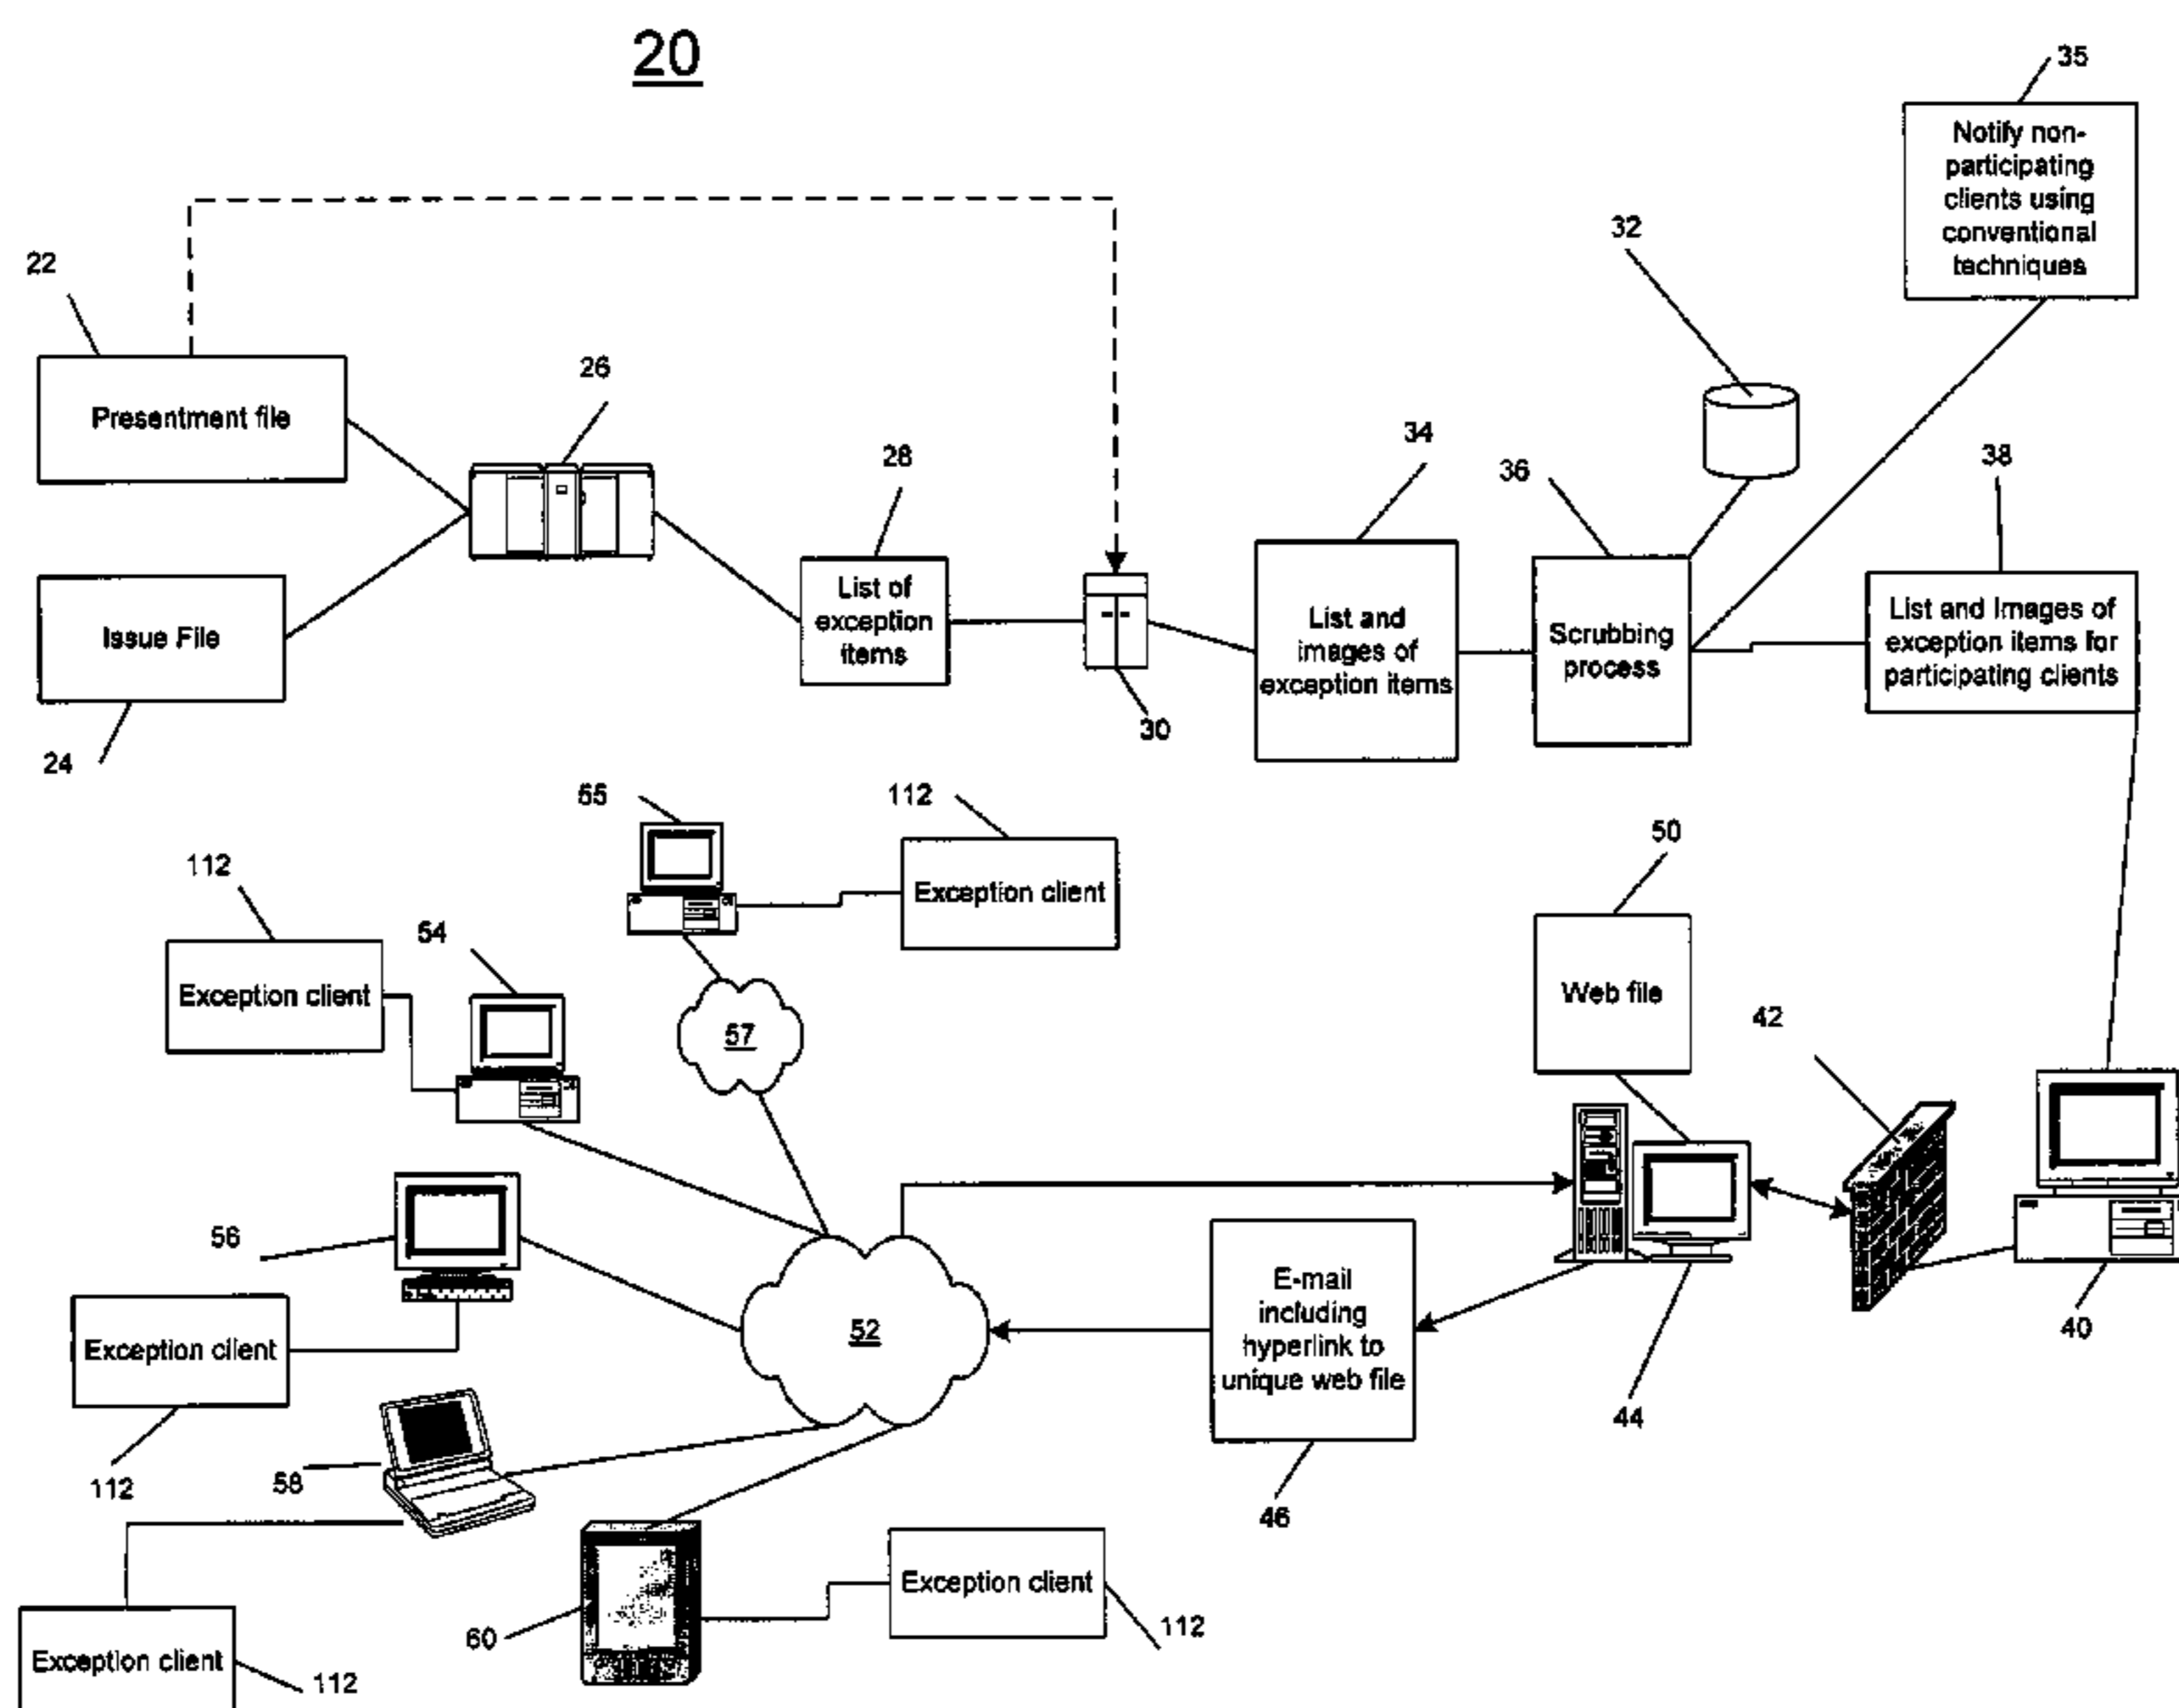 20
35
Notify non-
participating
clients using
conventional
techniques
32
22
Presentment file
26
28
List of
exception
items
34
List and
images of
exception items
36
Scrubbing
process
38
List and Images of
exception items for
participating clients
Issue File
24
30
55
112
Exception client
50
Web file
112
Exception client
54
57
42
56
Exception client
112
52
E-mail
including
hyperlink to
unique web file
46
44
40
58
60
Exception client
112
Exception client
112